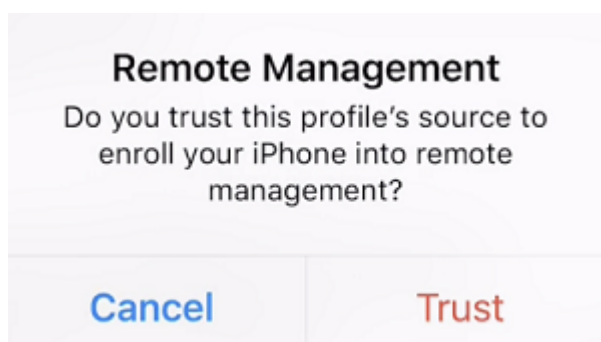 Remote Management
Do you trust this profile’s source to
enroll your iPhone into remote
management?
Cancel
Trust